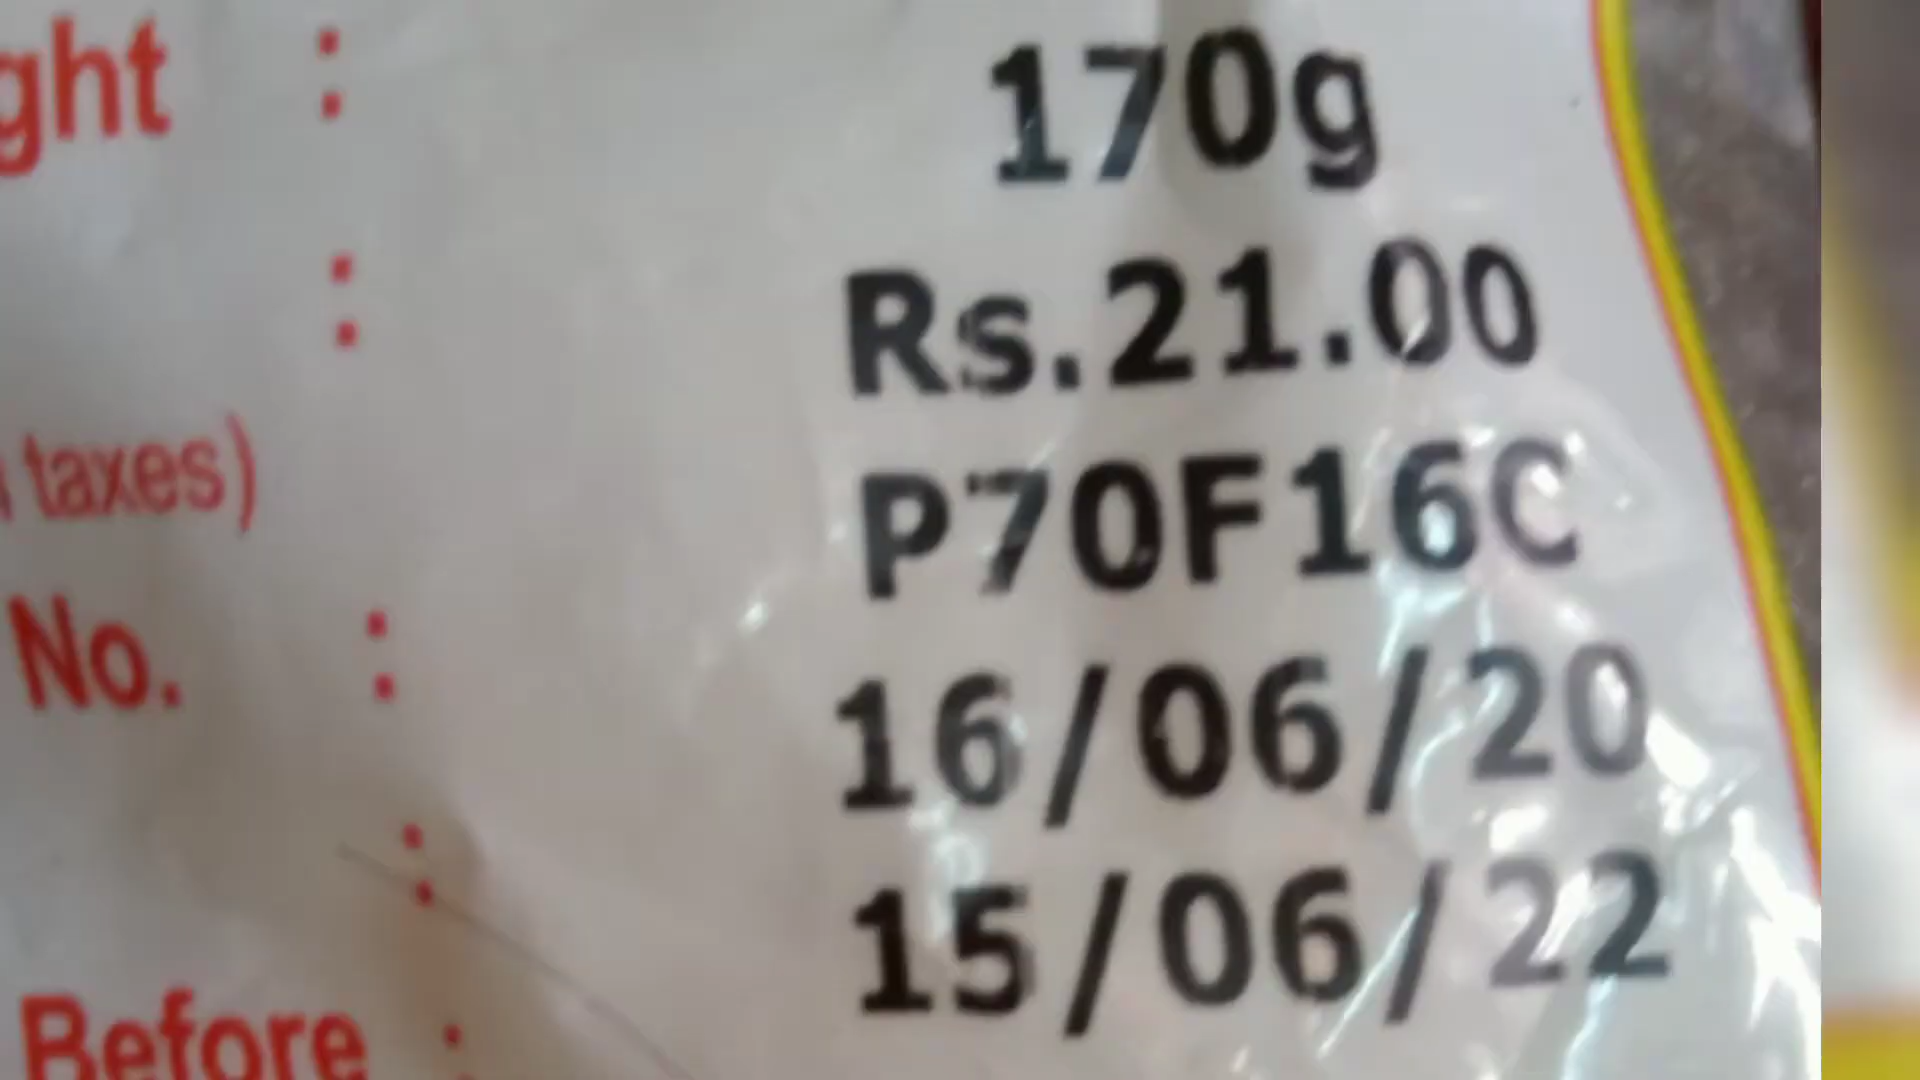 ght : 170g
: Rs.21.00
taxes) P70F16C
No. : 16/06/20
: 15/06/22
Before :